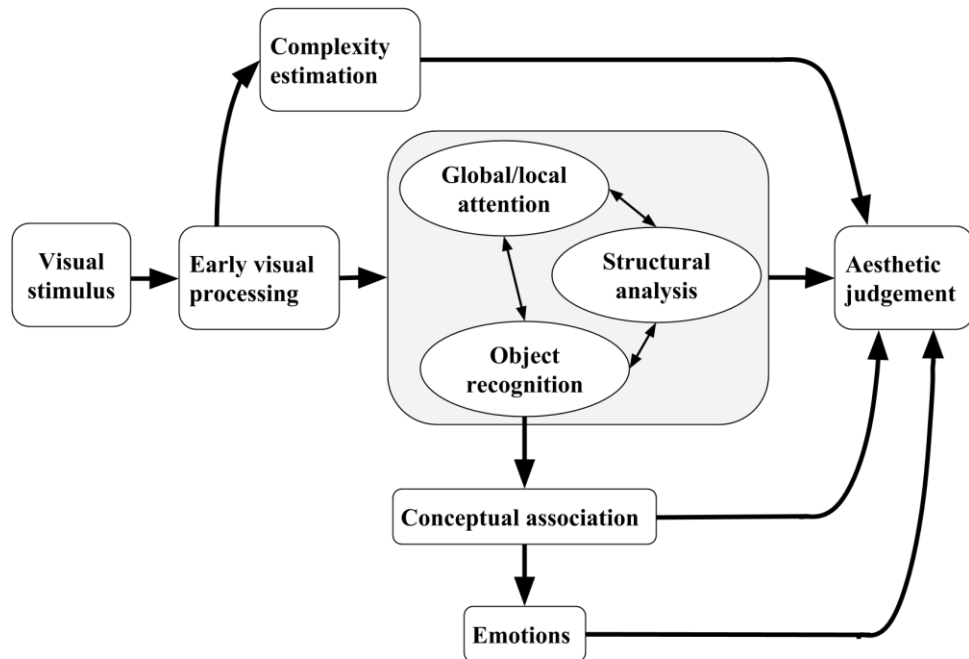 Complexity
estimation
Global/local
attention
Visual
stimulus
Early visual
processing
Structural
analysis
Aesthetic
judgement
Object
recognition
Conceptual association
Emotions